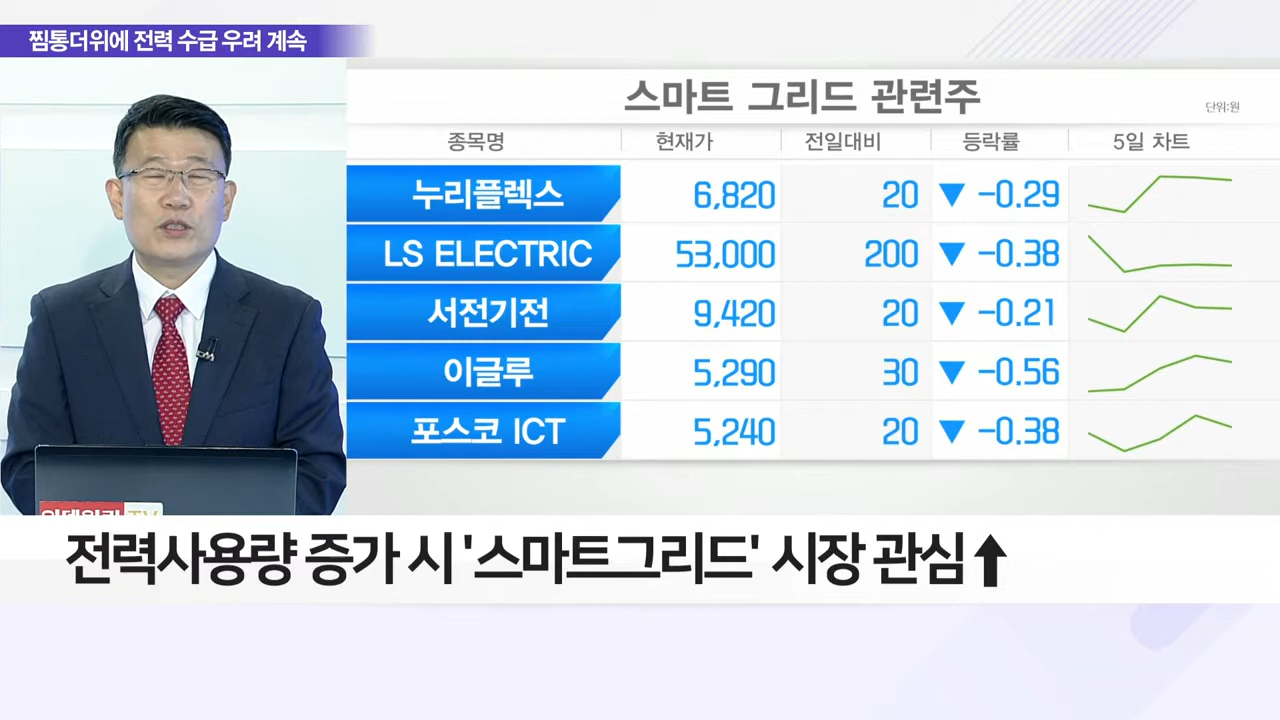 찜통더위에 전력 수급 우려 계속
스마트 그리드 관련주
단위:원
종목명 현재가 전일대비 등락률 5일 차트
누리플렉스 6,820 20 ▼ -0.29
LS ELECTRIC 53,000 200 ▼ -0.38
서전기전 9,420 20 ▼ -0.21
이글루 5,290 30 ▼ -0.56
포스코 ICT 5,240 20 ▼ -0.38
TV
전력사용량 증가 시 '스마트그리드' 시장 관심↑